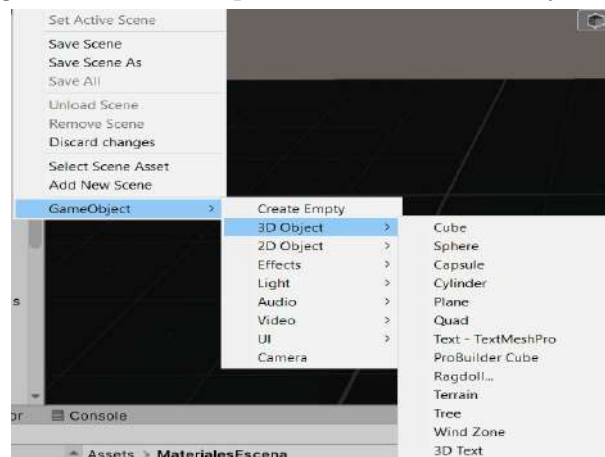 Set Active Scene
Save Scene
Save Scene As
Save All
Unload Scene
Remove Scene
Discard changes
Select Scene Asset
Add New Scene
GameObject >
Create Empty
3D Object >
2D Object >
Effects >
Light >
Audio >
Video >
UI >
Camera
Cube
Sphere
Capsule
Cylinder
Plane
Quad
Text - TextMeshPro
ProBuilder Cube
Ragdoll...
Terrain
Tree
Wind Zone
3D Text
s
or
Console
Assets > MaterialesEscena